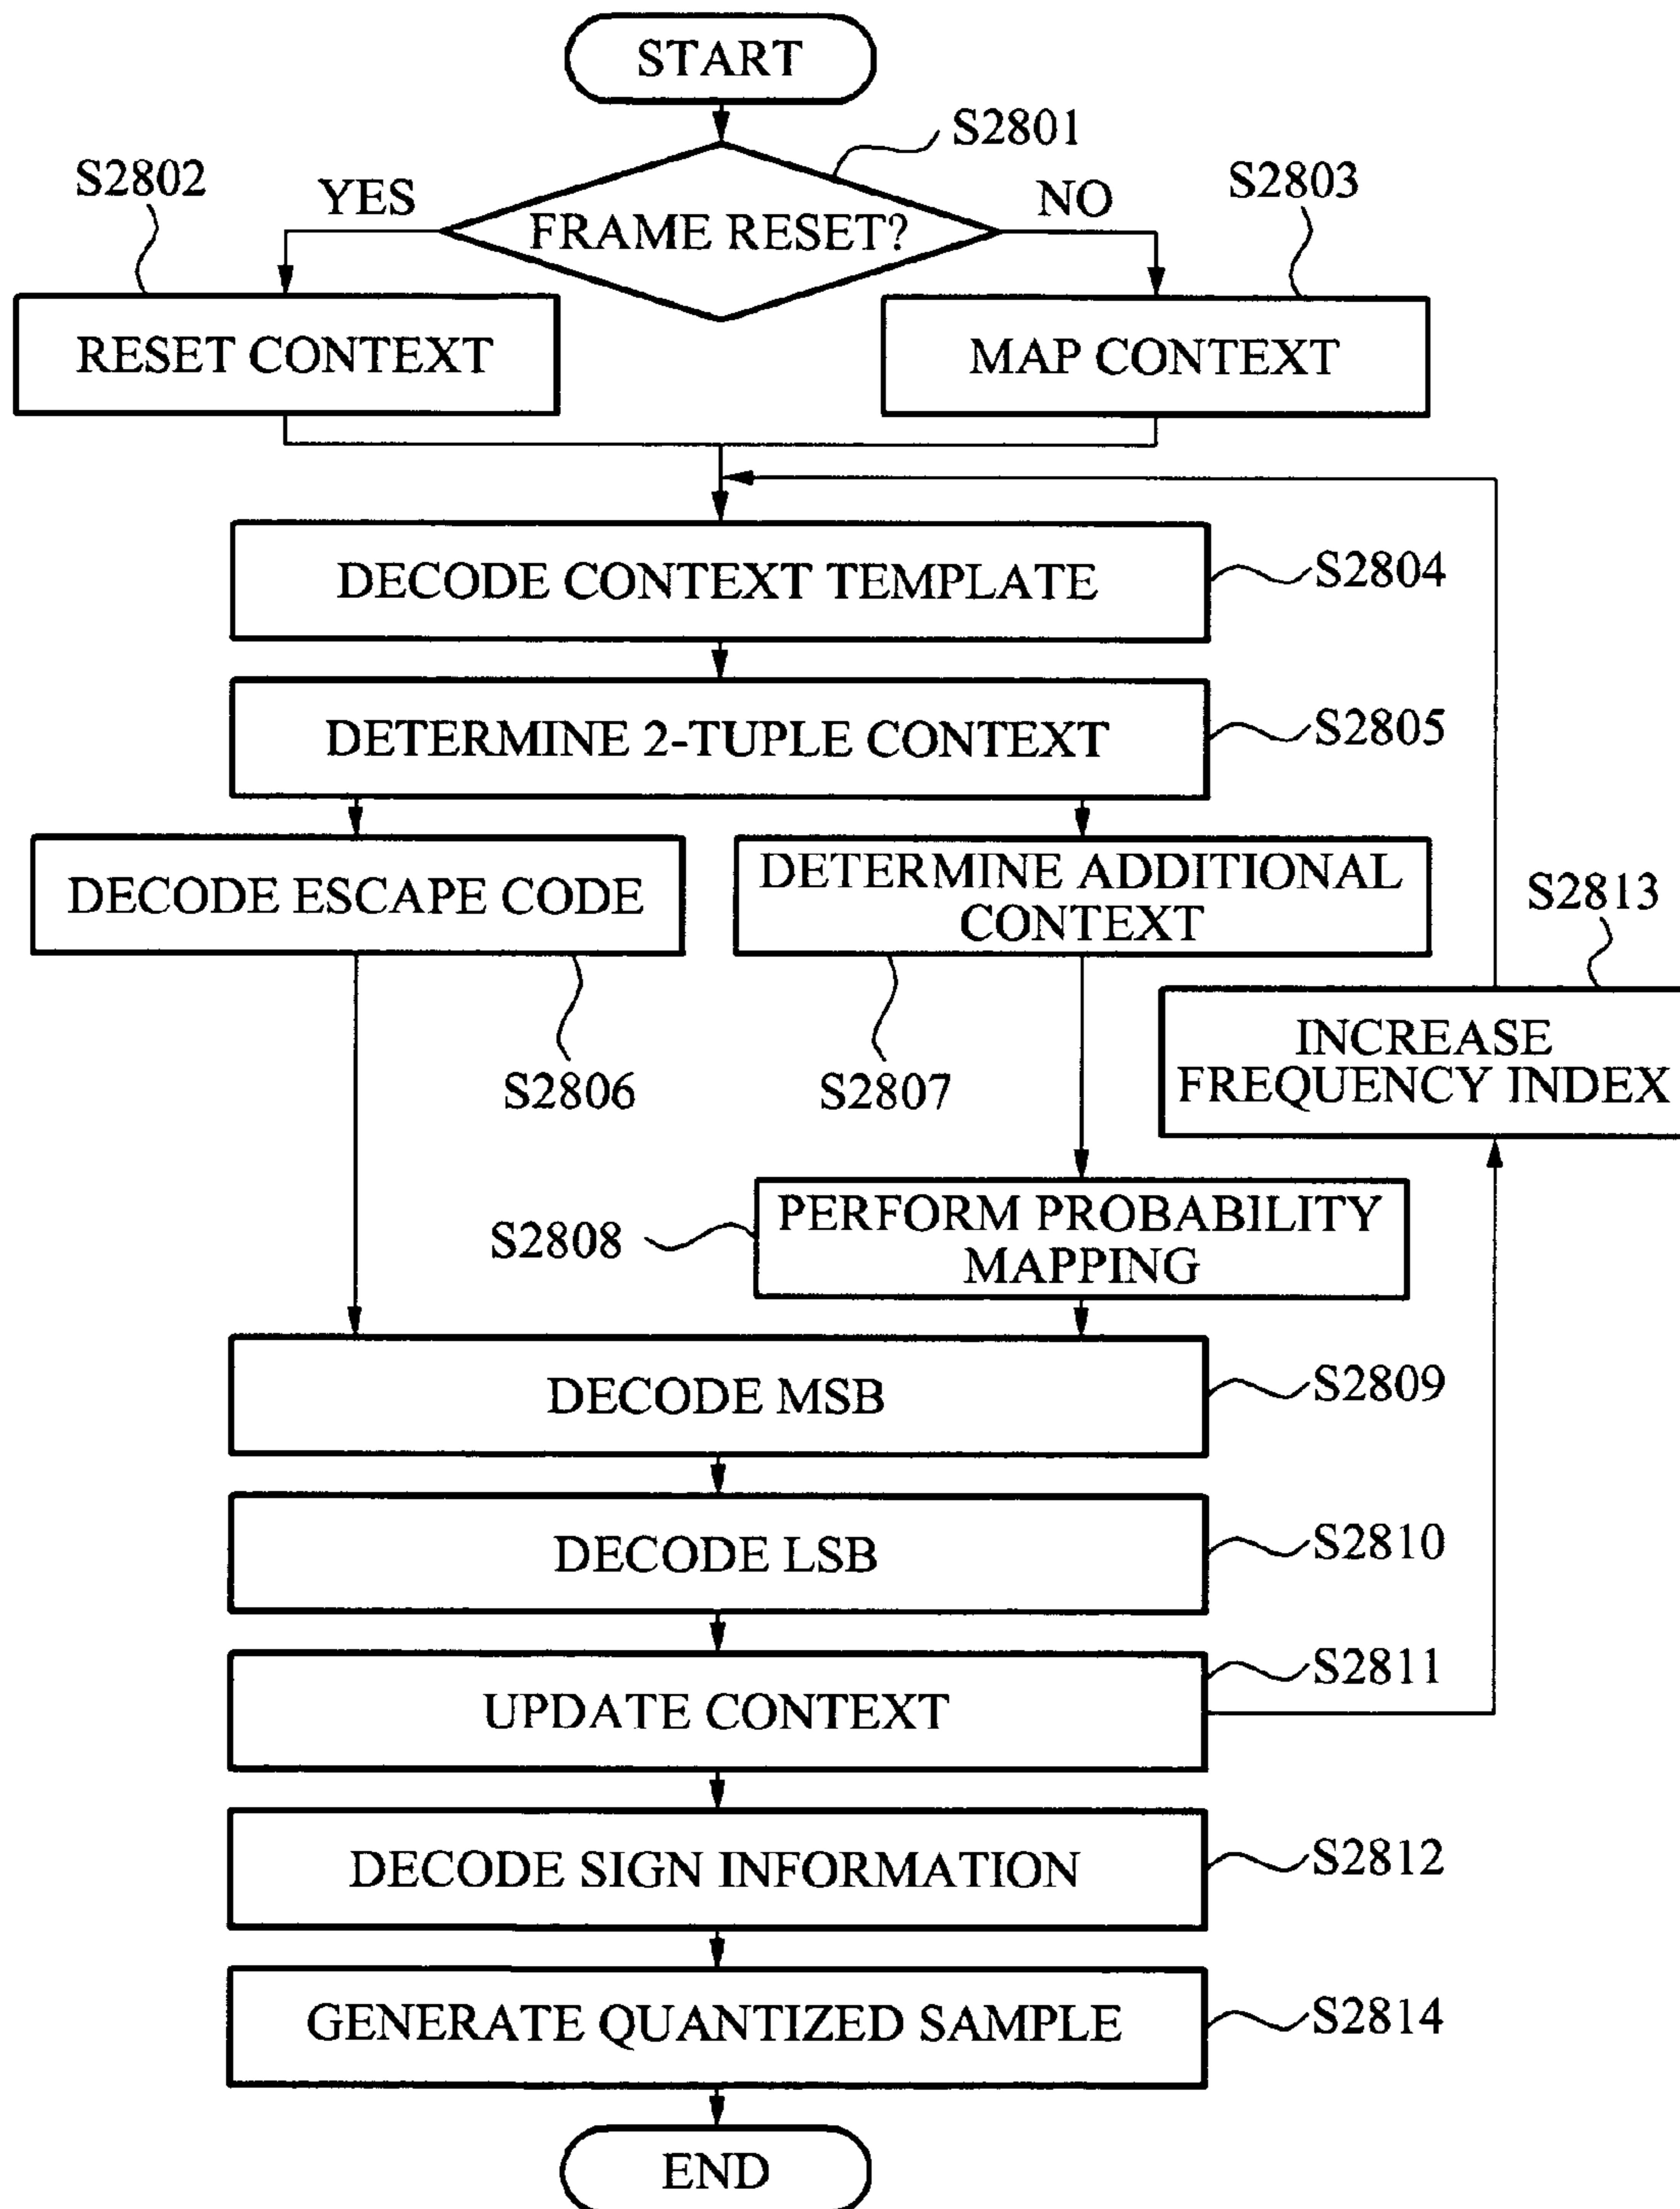 START
S2801
S2802
YES
NO
S2803
FRAME RESET?
RESET CONTEXT
MAP CONTEXT
DECODE CONTEXT TEMPLATE
S2804
DETERMINE 2-TUPLE CONTEXT
S2805
DECODE ESCAPE CODE
DETERMINE ADDITIONAL
CONTEXT
S2813
S2806
S2807
INCREASE
FREQUENCY INDEX
S2808
PERFORM PROBABILITY
MAPPING
DECODE MSB
S2809
DECODE LSB
S2810
UPDATE CONTEXT
S2811
DECODE SIGN INFORMATION
S2812
GENERATE QUANTIZED SAMPLE
S2814
END